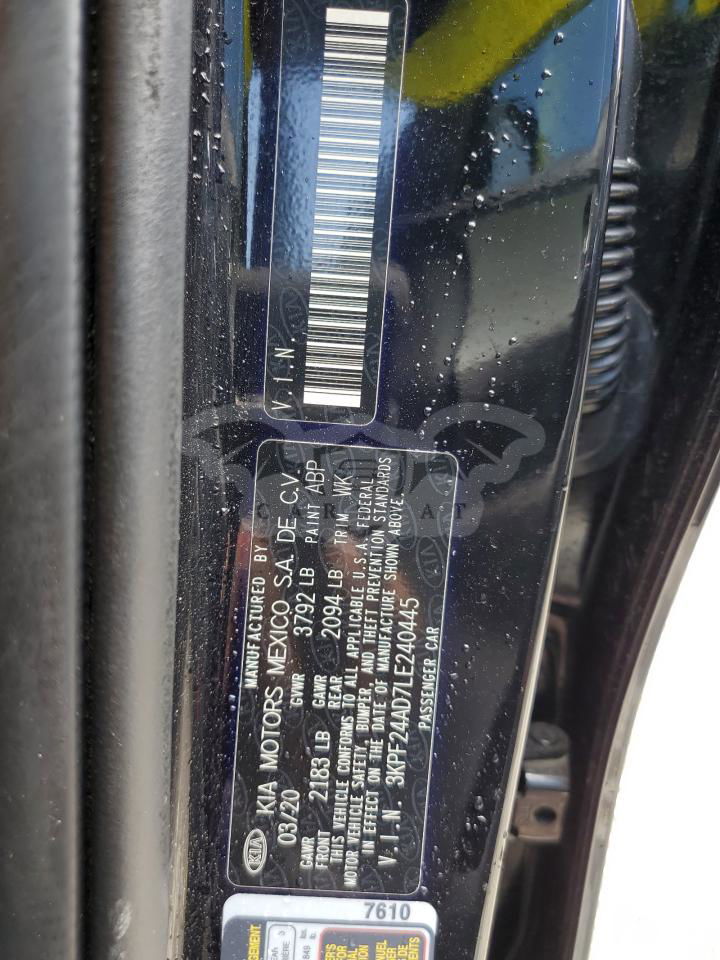 V.I.N.
KIA
MANUFACTURED BY
KIA MOTORS MEXICO S.A. DE C.V.
03/20 GVWR 3792 LB PAINT ABP
GAWR FRONT 2183 LB GAWR REAR 2094 LB TRIM WK
THIS VEHICLE CONFORMS TO ALL APPLICABLE U.S.A. FEDERAL
MOTOR VEHICLE SAFETY, BUMPER, AND THEFT PREVENTION STANDARDS
IN EFFECT ON THE DATE OF MANUFACTURE SHOWN ABOVE.
V.I.N. 3KPF24AD7LE240445
PASSENGER CAR
7610